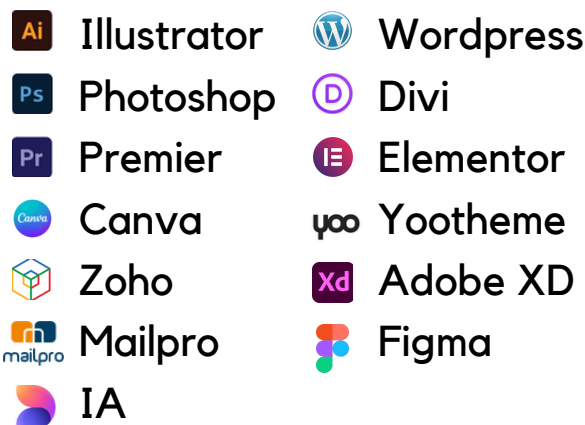 Ai Illustrator
Ps Photoshop
Pr Premier
Canva Canva
Zoho
mailpro Mailpro
IA
Wordpress
D Divi
Elementor
yoo Yootheme
Xd Adobe XD
Figma